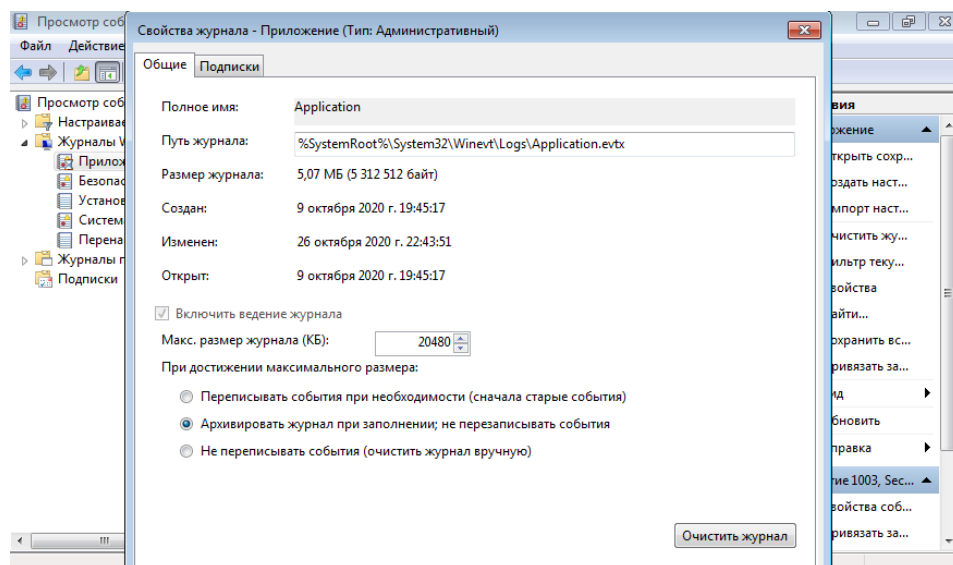 Просмотр соб
Свойства журнала - Приложение (Тип: Административный)
Файл Действие
Общие Подписки
Просмотр соб
Настраивае
Журналы W
Прилож
Безопас
Установ
Система
Перена
Журналы п
Подписки
Полное имя: Application
Путь журнала: %SystemRoot%\System32\Winevt\Logs\Application.evtx
Размер журнала: 5,07 МБ (5 312 512 байт)
Создан: 9 октября 2020 г. 19:45:17
Изменен: 26 октября 2020 г. 22:43:51
Открыт: 9 октября 2020 г. 19:45:17
Включить ведение журнала
Макс. размер журнала (КБ): 20480
При достижении максимального размера:
Переписывать события при необходимости (сначала старые события)
Архивировать журнал при заполнении; не перезаписывать события
Не переписывать события (очистить журнал вручную)
Очистить журнал
вия
ожение
ткрыть сохр...
оздать наст...
мпорт наст...
чистить жу...
ильтр теку...
войства
айти...
охранить вс...
ривязать за...
ид
бновить
правка
тие 1003, Sec...
войства соб...
ривязать за...